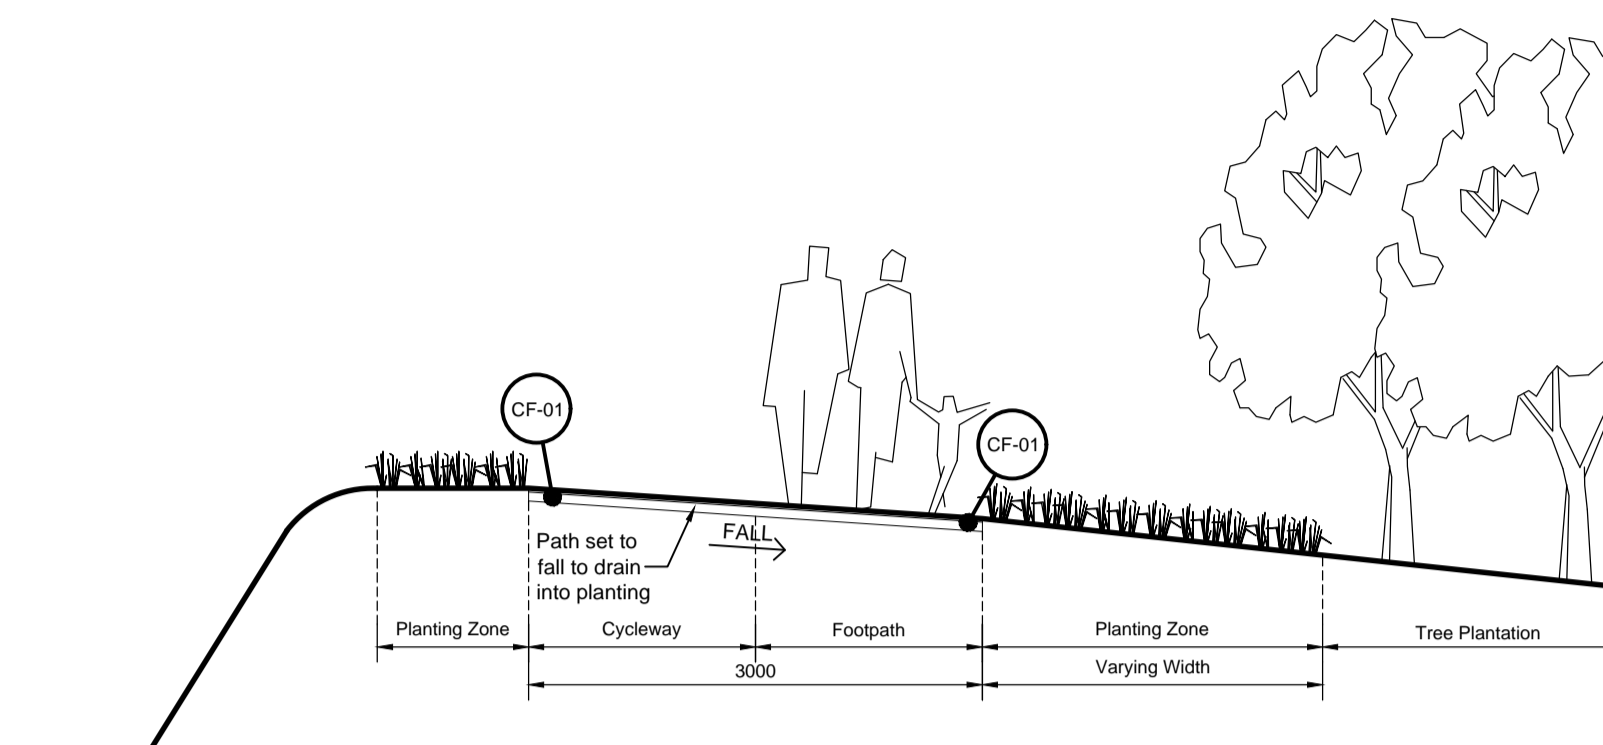 CF-01
CF-01
FALL
Path set to
fall to drain
into planting
Planting Zone
Cycleway
Footpath
Planting Zone
Tree Plantation
3000
Varying Width